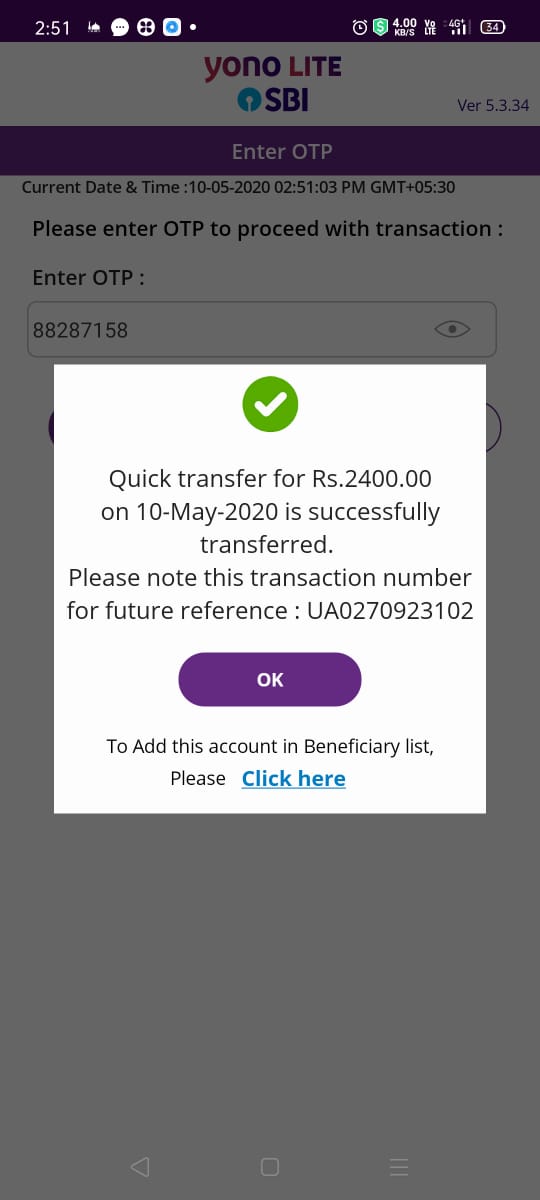 2:51
4.00 KB/S Vo LTE 4G+ 34
yono LITE
SBI
Ver 5.3.34
Enter OTP
Current Date & Time :10-05-2020 02:51:03 PM GMT+05:30
Please enter OTP to proceed with transaction :
Enter OTP :
88287158
Quick transfer for Rs.2400.00
on 10-May-2020 is successfully
transferred.
Please note this transaction number
for future reference : UA0270923102
OK
To Add this account in Beneficiary list,
Please Click here